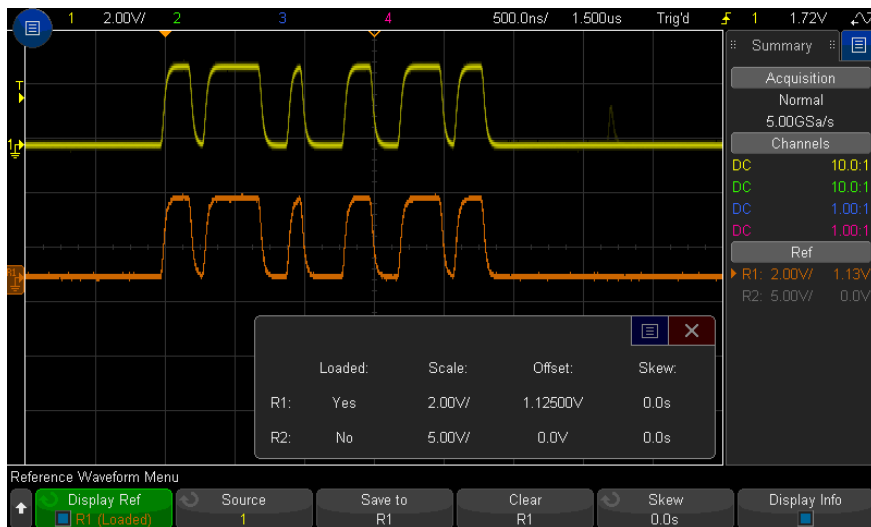 1 2.00V/ 2 3 4 500.0ns/ 1.500us Trig'd 1 1.72V
Summary
Acquisition
Normal
5.00GSa/s
Channels
DC 10.0:1
DC 10.0:1
DC 1.00:1
DC 1.00:1
Ref
R1: 2.00V/ 1.13V
R2: 5.00V/ 0.0V
T
1
R1
Loaded: Scale: Offset: Skew:
R1: Yes 2.00V/ 1.12500V 0.0s
R2: No 5.00V/ 0.0V 0.0s
Reference Waveform Menu
Display Ref Source Save to Clear Skew Display Info
R1 (Loaded) 1 R1 R1 0.0s